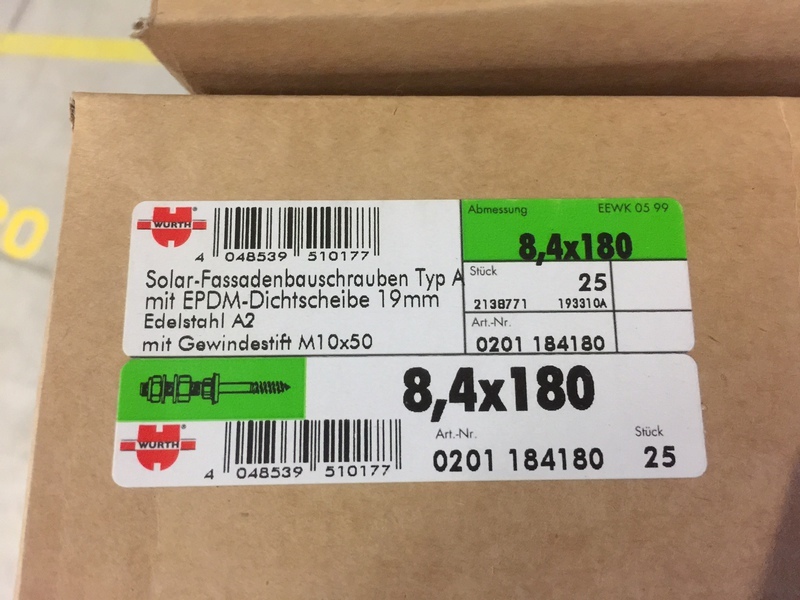 WÜRTH
4 048539 510177
Solar-Fassadenbauschrauben Typ A
mit EPDM-Dichtscheibe 19mm
Edelstahl A2
mit Gewindestift M10x50
Abmessung EEWK 05 99
8,4x180
Stück
25
2138771 193310A
Art.-Nr.
0201 184180
8,4x180
WÜRTH
4 048539 510177
Art.-Nr. Stück
0201 184180 25